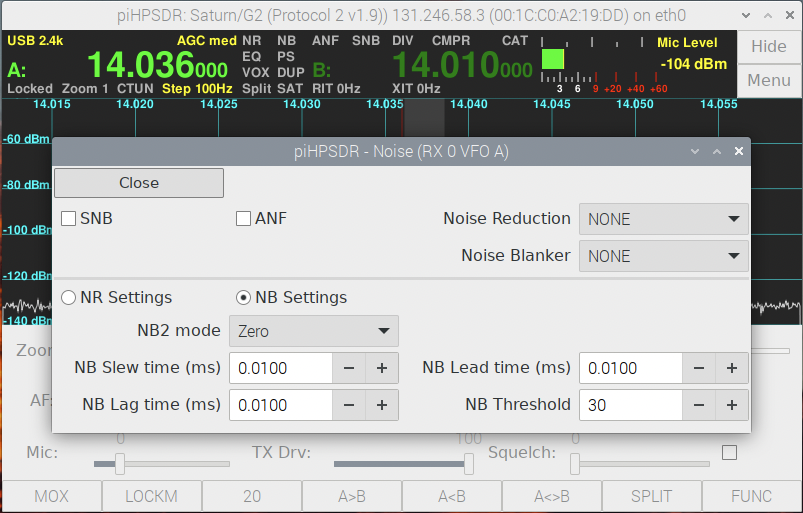 piHPSDR: Saturn/G2 (Protocol 2 v1.9)) 131.246.58.3 (00:1C:C0:A2:19:DD) on eth0
USB 2.4k AGC med NR NB ANF SNB DIV CMPR CAT Mic Level Hide
A: 14.036000 EQ PS B: 14.010000 -104 dBm
VOX DUP Menu
Locked Zoom 1 CTUN Step 100Hz Split SAT RIT 0Hz XIT 0Hz 3 6 9 +20 +40 +60
14.015 14.020 14.025 14.030 14.035 14.040 14.045 14.050 14.055
-60 dBm
piHPSDR - Noise (RX 0 VFO A)
Close
-80 dBm
SNB ANF Noise Reduction NONE
-100 dBm
Noise Blanker NONE
-120 dBm
NR Settings NB Settings
-140 dBm
NB2 mode Zero
Zoom
NB Slew time (ms) 0.0100 − + NB Lead time (ms) 0.0100 − +
AF:
NB Lag time (ms) 0.0100 − + NB Threshold 30 − +
0 100 0
Mic: TX Drv: Squelch:
MOX LOCKM 20 A>B A<B A<>B SPLIT FUNC